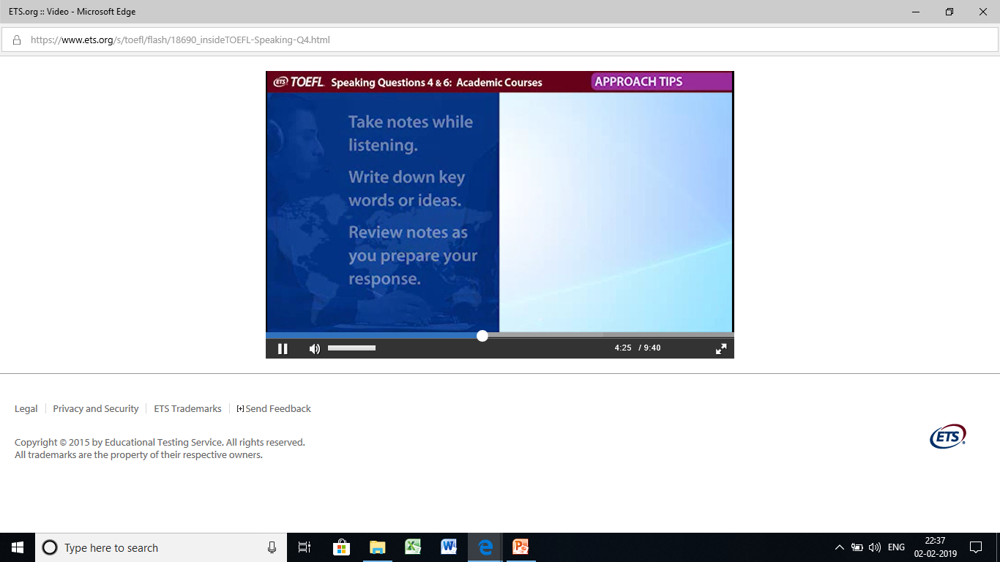 ETS.org :: Video - Microsoft Edge
https://www.ets.org/s/toefl/flash/18690_insideTOEFL-Speaking-Q4.html
ETS TOEFL Speaking Questions 4 & 6: Academic Courses APPROACH TIPS
Take notes while
listening.
Write down key
words or ideas.
Review notes as
you prepare your
response.
4:25 / 9:40
Legal Privacy and Security ETS Trademarks [+] Send Feedback
Copyright © 2015 by Educational Testing Service. All rights reserved.
All trademarks are the property of their respective owners.
ETS®
Type here to search
ENG
22:37
02-02-2019